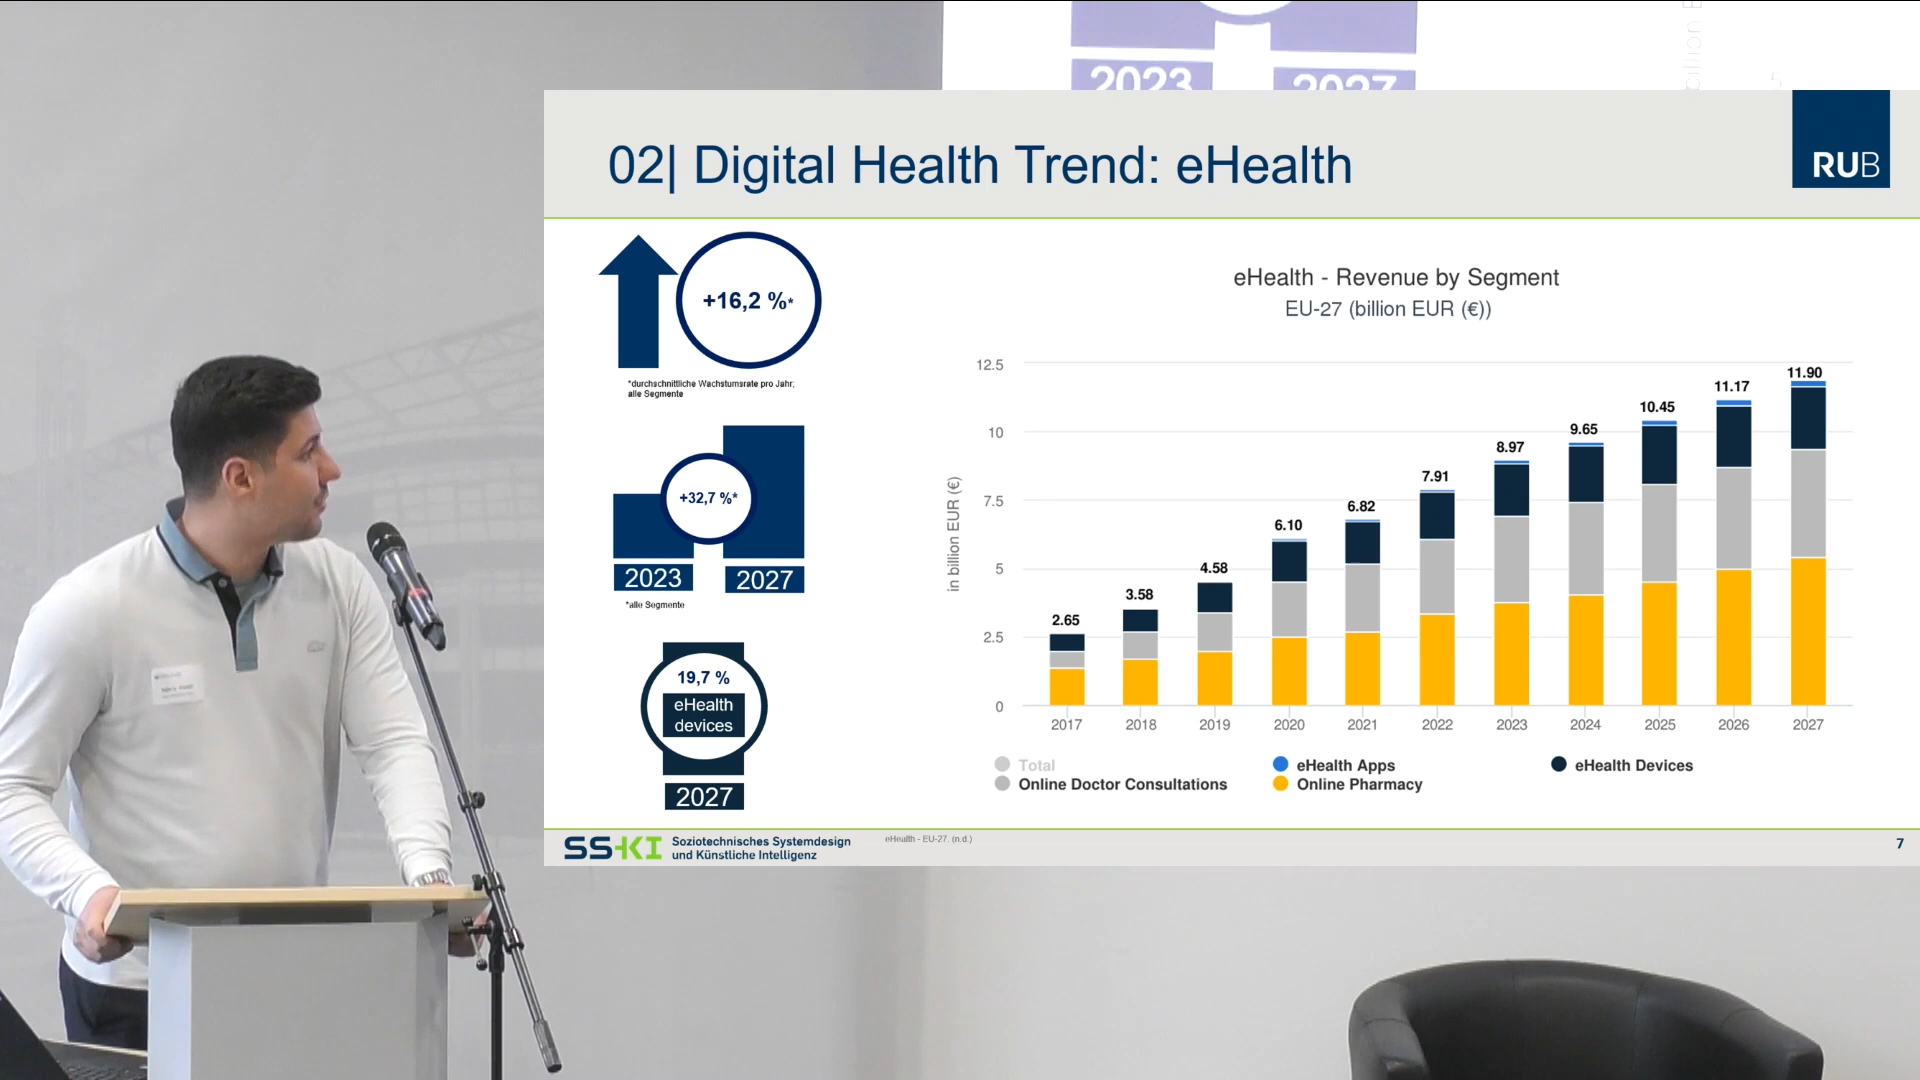 2023
2027
02| Digital Health Trend: eHealth
RUB
+16,2 %*
*durchschnittliche Wachstumsrate pro Jahr;
alle Segmente
+32,7 %*
2023
2027
*alle Segmente
19,7 %
eHealth
devices
2027
eHealth - Revenue by Segment
EU-27 (billion EUR (€))
in billion EUR (€)
12.5
10
7.5
5
2.5
0
2.65
3.58
4.58
6.10
6.82
7.91
8.97
9.65
10.45
11.17
11.90
2017
2018
2019
2020
2021
2022
2023
2024
2025
2026
2027
Total
eHealth Apps
eHealth Devices
Online Doctor Consultations
Online Pharmacy
SSKI
Soziotechnisches Systemdesign
und Künstliche Intelligenz
eHealth - EU-27. (n.d.)
7